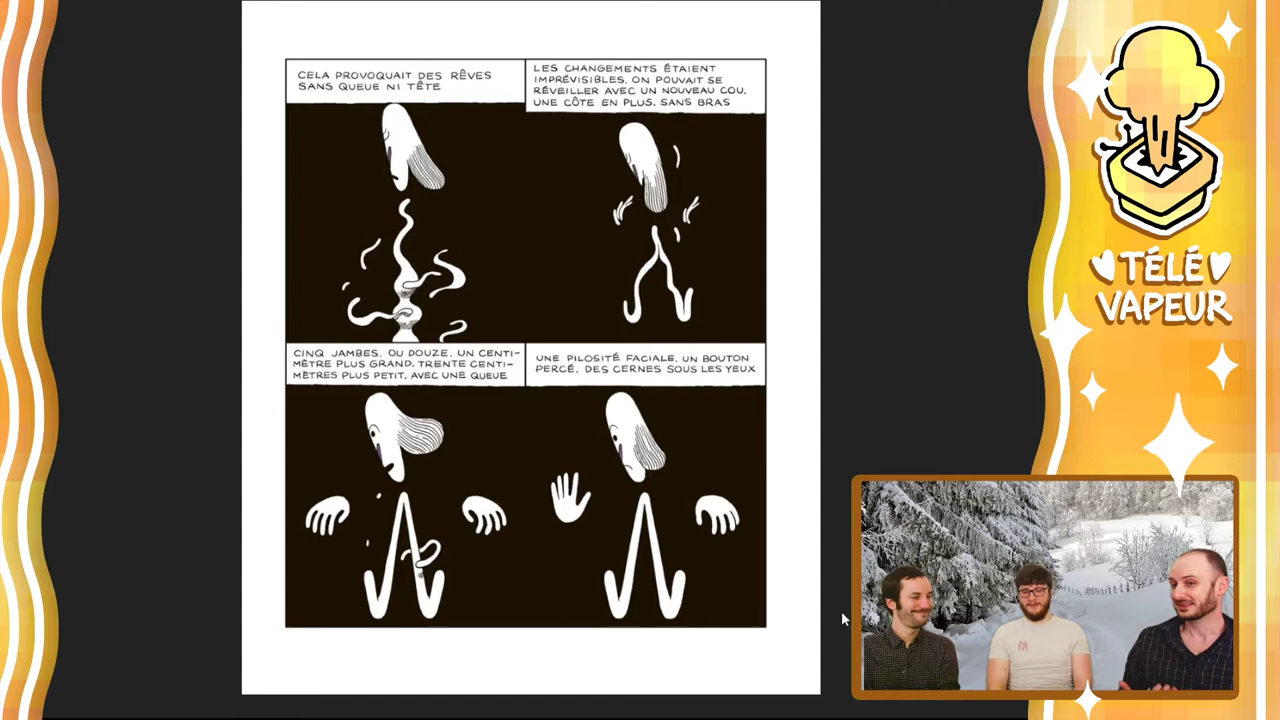 CELA PROVOQUAIT DES RÊVES
SANS QUEUE NI TÊTE
LES CHANGEMENTS ÉTAIENT
IMPRÉVISIBLES. ON POUVAIT SE
RÉVEILLER AVEC UN NOUVEAU COU,
UNE CÔTE EN PLUS, SANS BRAS
CINQ JAMBES, OU DOUZE, UN CENTI-
MÈTRE PLUS GRAND, TRENTE CENTI-
MÈTRES PLUS PETIT, AVEC UNE QUEUE
UNE PILOSITÉ FACIALE, UN BOUTON
PERCÉ, DES CERNES SOUS LES YEUX
TÉLÉ
VAPEUR